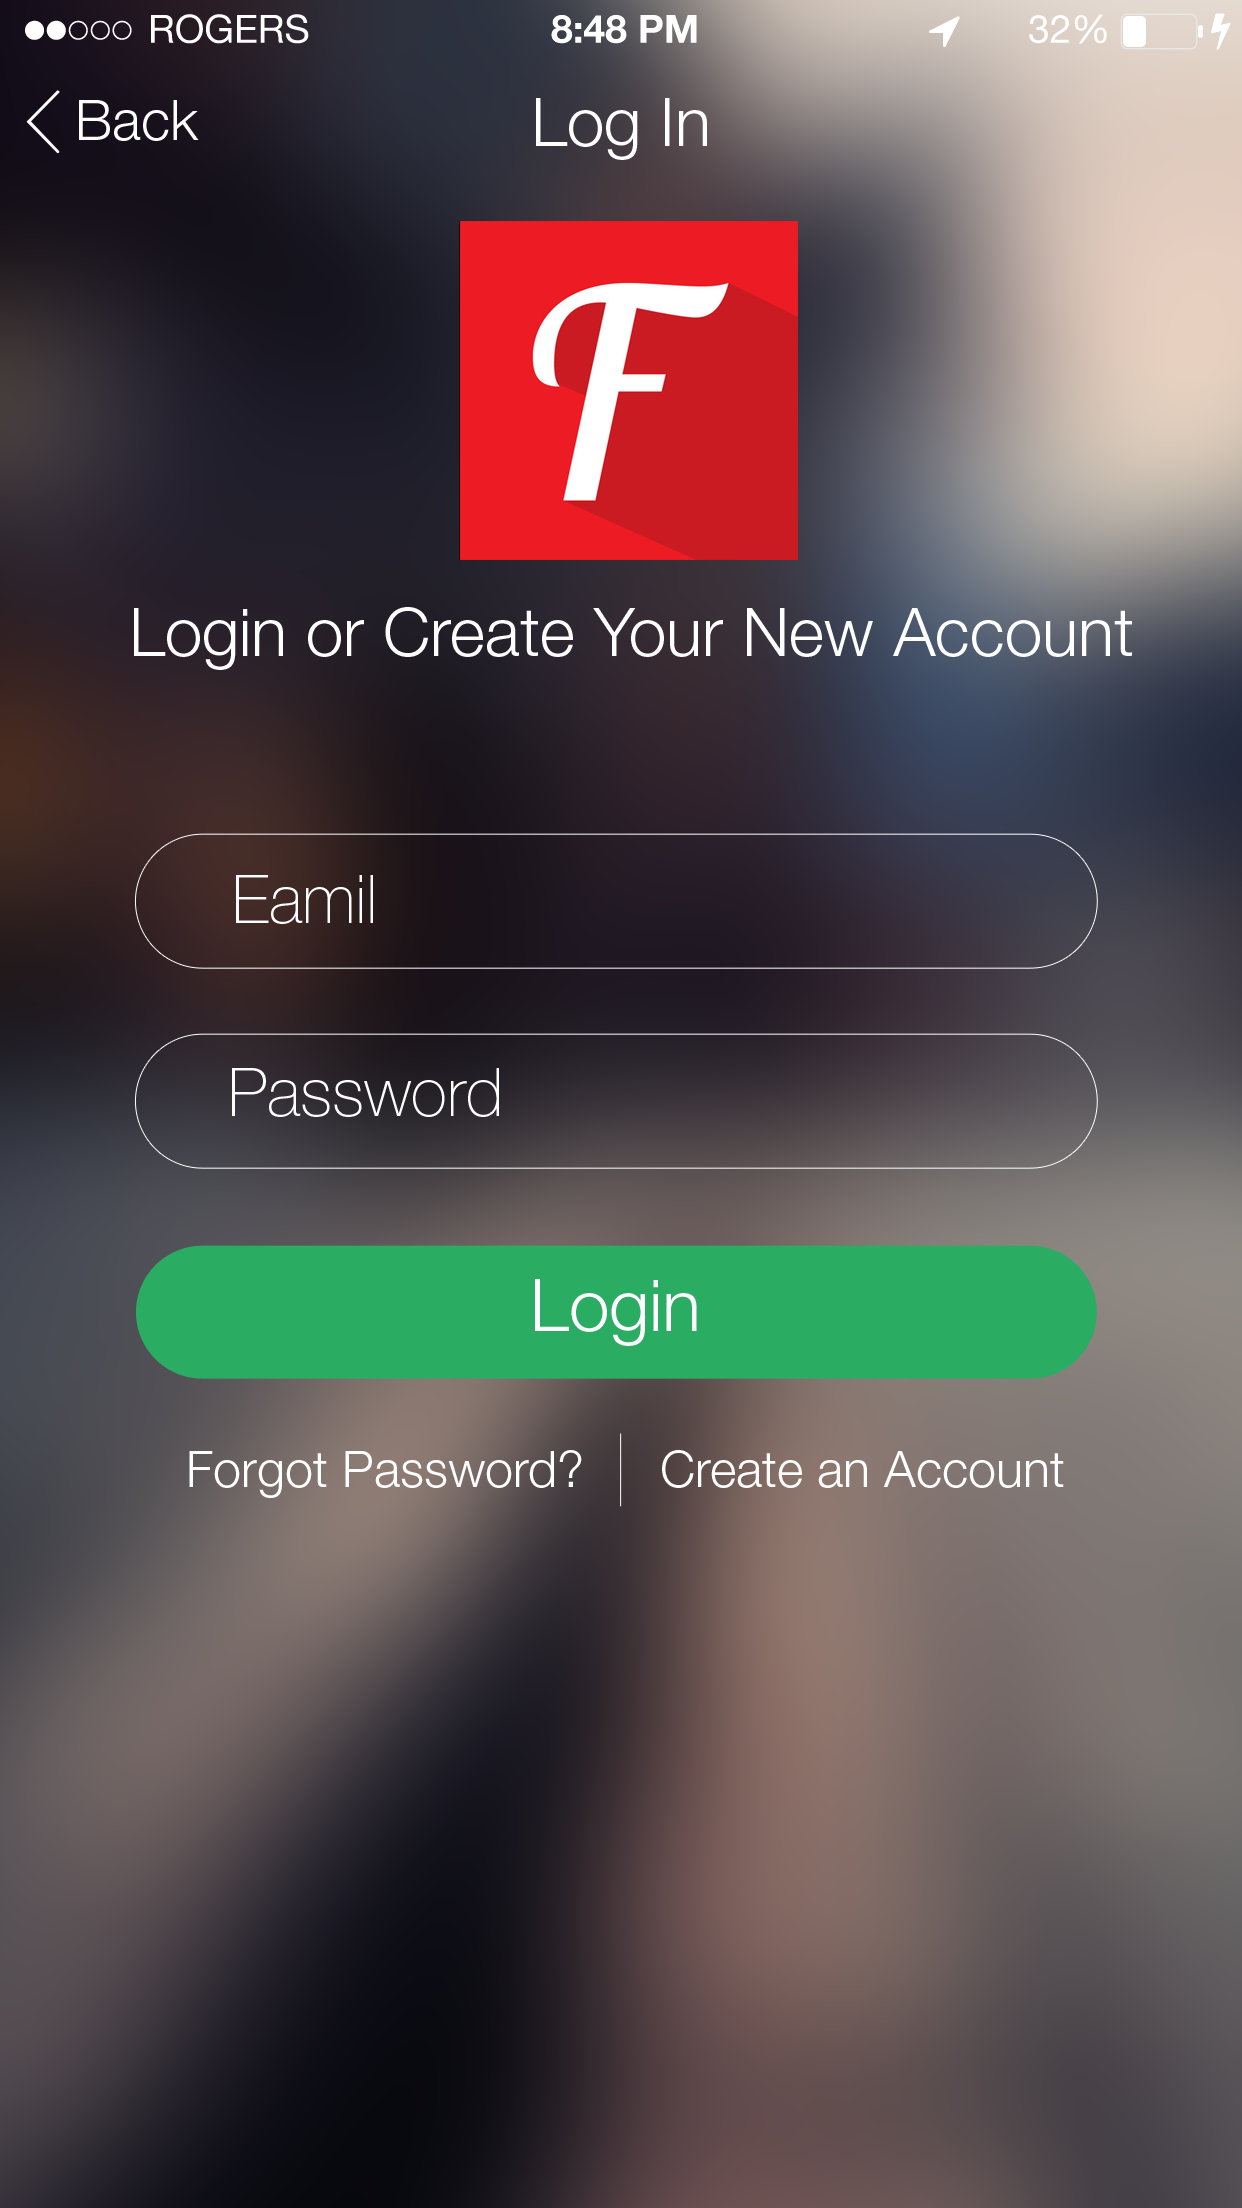 ROGERS 8:48 PM 32%
Back Log In
F
Login or Create Your New Account
Eamil
Password
Login
Forgot Password? | Create an Account